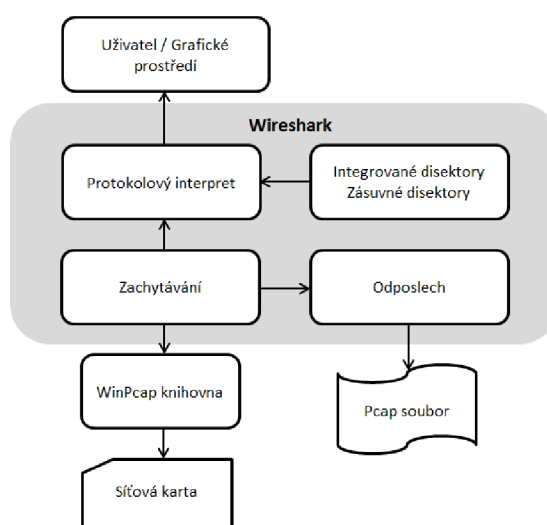 Uživatel / Grafické
prostředí
Wireshark
Protokolový interpret
Integrované disektory
Zásuvné disektory
Zachytávání
Odposlech
WinPcap knihovna
Pcap soubor
Síťová karta